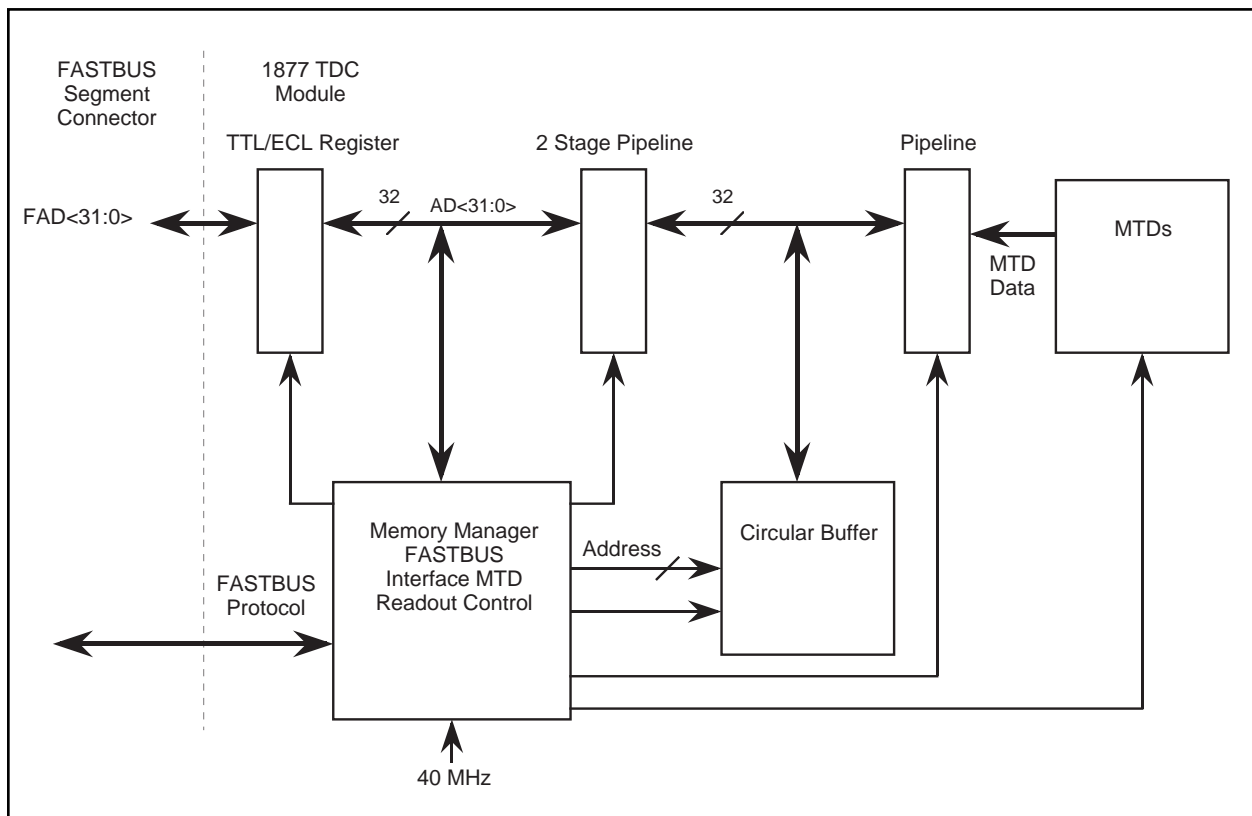 FASTBUS
Segment
Connector
1877 TDC
Module
TTL/ECL Register
2 Stage Pipeline
Pipeline
FAD<31:0>
32
AD<31:0>
32
MTDs
MTD
Data
Memory Manager
FASTBUS
Interface MTD
Readout Control
Address
Circular Buffer
FASTBUS
Protocol
40 MHz